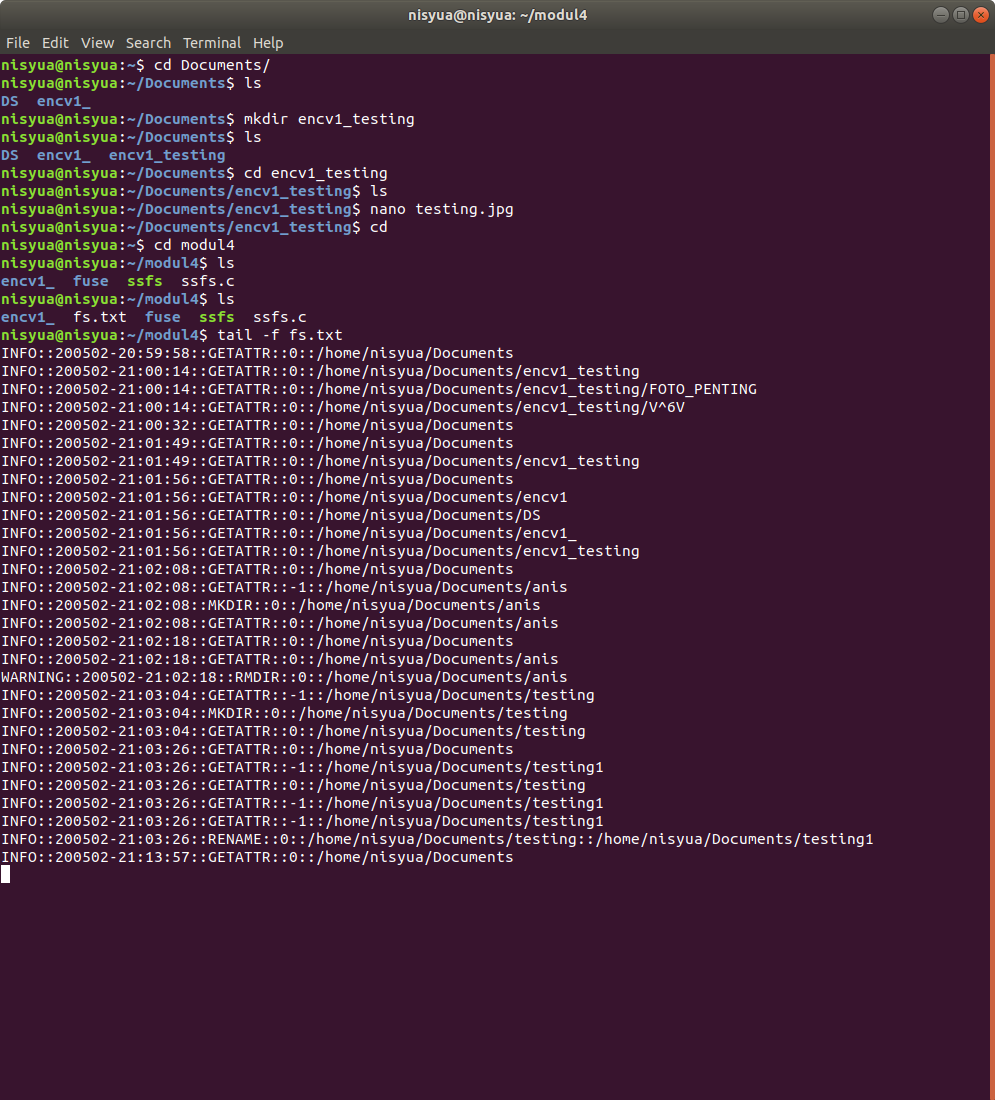 nisyua@nisyua: ~/modul4
File Edit View Search Terminal Help
nisyua@nisyua:~$ cd Documents/
nisyua@nisyua:~/Documents$ ls
DS  encv1_
nisyua@nisyua:~/Documents$ mkdir encv1_testing
nisyua@nisyua:~/Documents$ ls
DS  encv1_  encv1_testing
nisyua@nisyua:~/Documents$ cd encv1_testing
nisyua@nisyua:~/Documents/encv1_testing$ ls
nisyua@nisyua:~/Documents/encv1_testing$ nano testing.jpg
nisyua@nisyua:~/Documents/encv1_testing$ cd
nisyua@nisyua:~$ cd modul4
nisyua@nisyua:~/modul4$ ls
encv1_  fuse  ssfs  ssfs.c
nisyua@nisyua:~/modul4$ ls
encv1_  fs.txt  fuse  ssfs  ssfs.c
nisyua@nisyua:~/modul4$ tail -f fs.txt
INFO::200502-20:59:58::GETATTR::0::/home/nisyua/Documents
INFO::200502-21:00:14::GETATTR::0::/home/nisyua/Documents/encv1_testing
INFO::200502-21:00:14::GETATTR::0::/home/nisyua/Documents/encv1_testing/FOTO_PENTING
INFO::200502-21:00:14::GETATTR::0::/home/nisyua/Documents/encv1_testing/V^6V
INFO::200502-21:00:32::GETATTR::0::/home/nisyua/Documents
INFO::200502-21:01:49::GETATTR::0::/home/nisyua/Documents
INFO::200502-21:01:49::GETATTR::0::/home/nisyua/Documents/encv1_testing
INFO::200502-21:01:56::GETATTR::0::/home/nisyua/Documents
INFO::200502-21:01:56::GETATTR::0::/home/nisyua/Documents/encv1
INFO::200502-21:01:56::GETATTR::0::/home/nisyua/Documents/DS
INFO::200502-21:01:56::GETATTR::0::/home/nisyua/Documents/encv1_
INFO::200502-21:01:56::GETATTR::0::/home/nisyua/Documents/encv1_testing
INFO::200502-21:02:08::GETATTR::0::/home/nisyua/Documents
INFO::200502-21:02:08::GETATTR::-1::/home/nisyua/Documents/anis
INFO::200502-21:02:08::MKDIR::0::/home/nisyua/Documents/anis
INFO::200502-21:02:08::GETATTR::0::/home/nisyua/Documents/anis
INFO::200502-21:02:18::GETATTR::0::/home/nisyua/Documents
INFO::200502-21:02:18::GETATTR::0::/home/nisyua/Documents/anis
WARNING::200502-21:02:18::RMDIR::0::/home/nisyua/Documents/anis
INFO::200502-21:03:04::GETATTR::-1::/home/nisyua/Documents/testing
INFO::200502-21:03:04::MKDIR::0::/home/nisyua/Documents/testing
INFO::200502-21:03:04::GETATTR::0::/home/nisyua/Documents/testing
INFO::200502-21:03:26::GETATTR::0::/home/nisyua/Documents
INFO::200502-21:03:26::GETATTR::-1::/home/nisyua/Documents/testing1
INFO::200502-21:03:26::GETATTR::0::/home/nisyua/Documents/testing
INFO::200502-21:03:26::GETATTR::-1::/home/nisyua/Documents/testing1
INFO::200502-21:03:26::GETATTR::-1::/home/nisyua/Documents/testing1
INFO::200502-21:03:26::RENAME::0::/home/nisyua/Documents/testing::/home/nisyua/Documents/testing1
INFO::200502-21:13:57::GETATTR::0::/home/nisyua/Documents